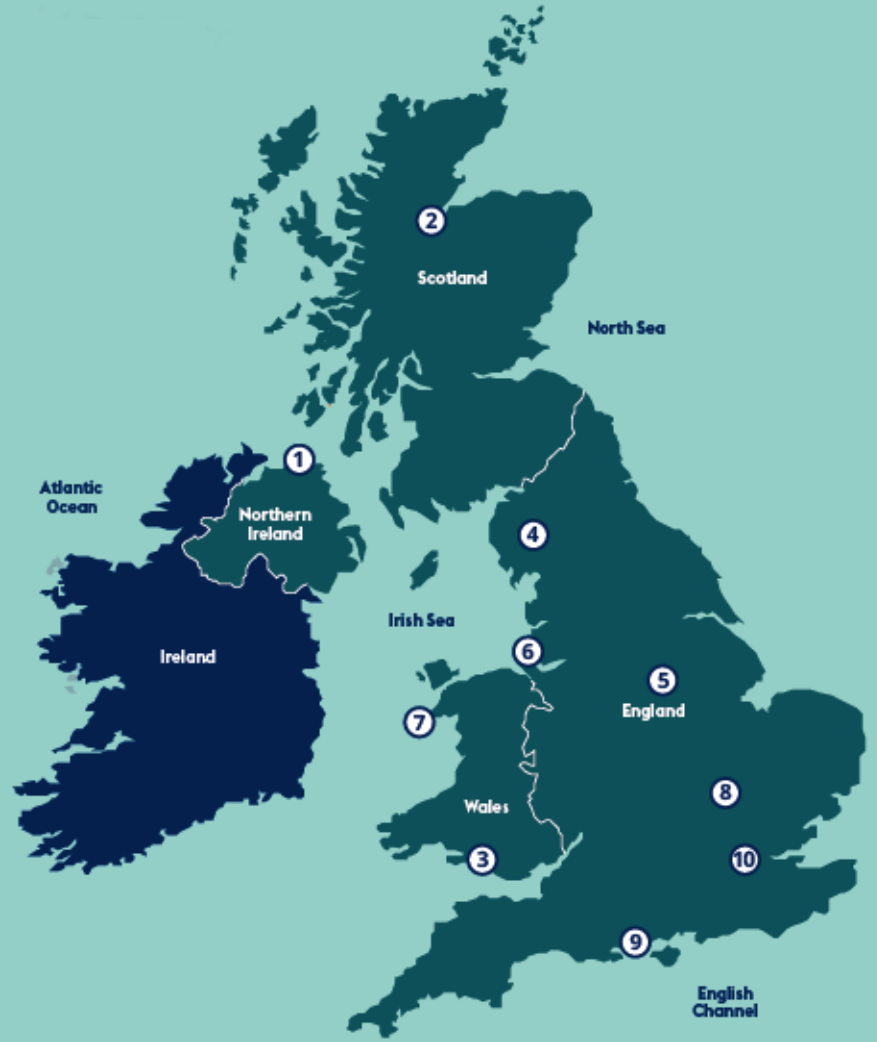 2
Scotland
North Sea
1
Atlantic
Ocean
Northern
Ireland
4
Irish Sea
Ireland
6
5
England
7
8
Wales
3
10
9
English
Channel